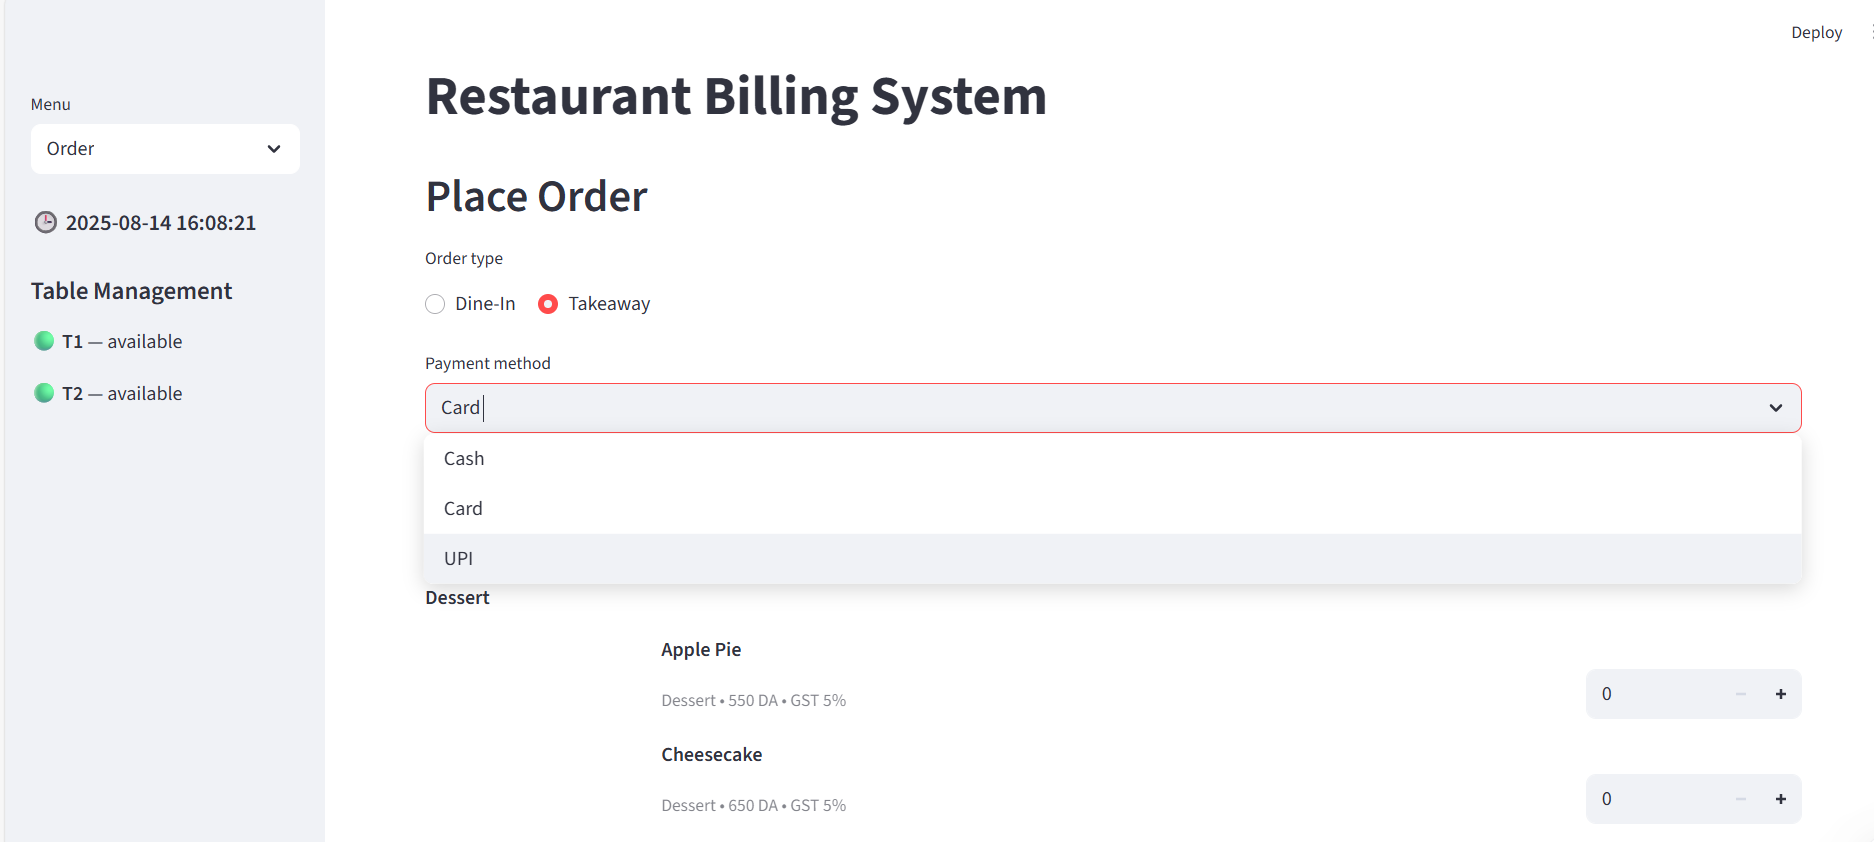 Deploy
Menu
Order
2025-08-14 16:08:21
Table Management
T1 — available
T2 — available
Restaurant Billing System
Place Order
Order type
Dine-In Takeaway
Payment method
Card
Cash
Card
UPI
Dessert
Apple Pie
Dessert • 550 DA • GST 5%
0 − +
Cheesecake
Dessert • 650 DA • GST 5%
0 − +